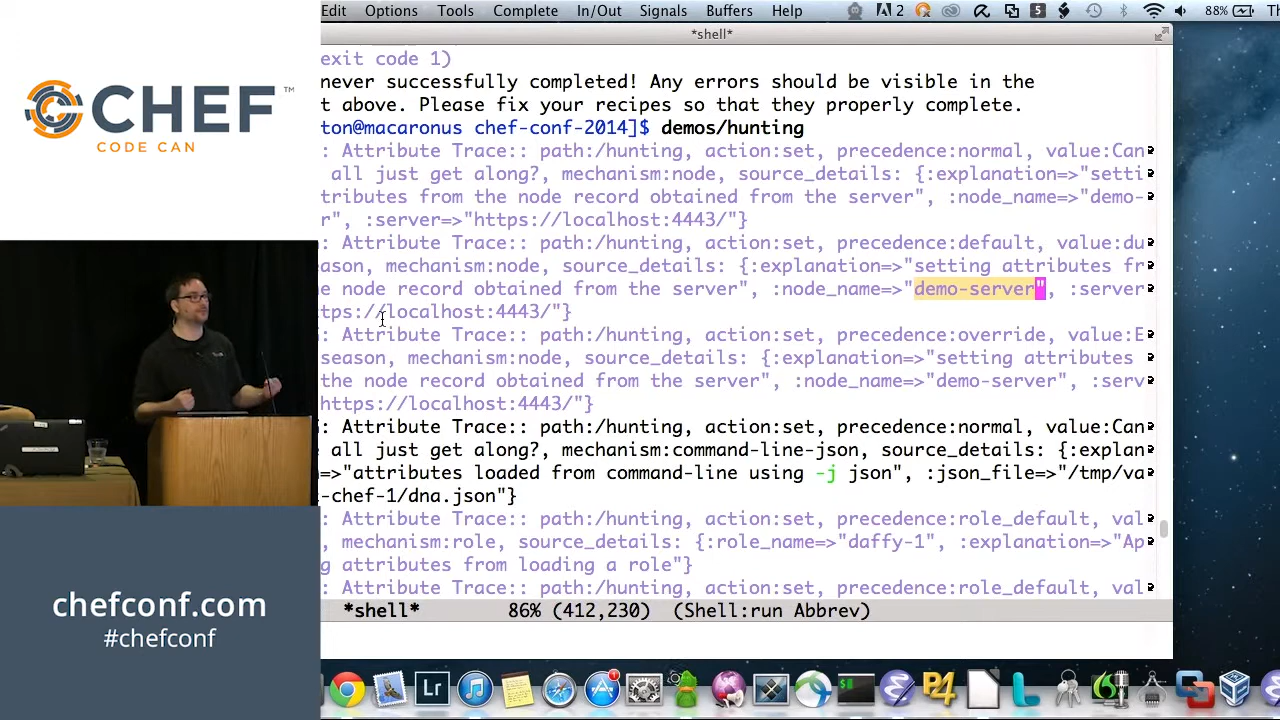 Edit Options Tools Complete In/Out Signals Buffers Help
2
5
88%
Th
*shell*
exit code 1)
never successfully completed! Any errors should be visible in the
t above. Please fix your recipes so that they properly complete.
ton@macaronus chef-conf-2014]$ demos/hunting
: Attribute Trace:: path:/hunting, action:set, precedence:normal, value:Can
all just get along?, mechanism:node, source_details: {:explanation=>"setti
tributes from the node record obtained from the server", :node_name=>"demo-
r", :server=>"https://localhost:4443/"}
: Attribute Trace:: path:/hunting, action:set, precedence:default, value:du
eason, mechanism:node, source_details: {:explanation=>"setting attributes fr
e node record obtained from the server", :node_name=>"demo-server", :server
tps://localhost:4443/"}
: Attribute Trace:: path:/hunting, action:set, precedence:override, value:E
season, mechanism:node, source_details: {:explanation=>"setting attributes
the node record obtained from the server", :node_name=>"demo-server", :serv
https://localhost:4443/"}
: Attribute Trace:: path:/hunting, action:set, precedence:normal, value:Can
all just get along?, mechanism:command-line-json, source_details: {:explan
=>"attributes loaded from command-line using -j json", :json_file=>"/tmp/va
-chef-1/dna.json"}
: Attribute Trace:: path:/hunting, action:set, precedence:role_default, val
, mechanism:role, source_details: {:role_name=>"daffy-1", :explanation=>"Ap
g attributes from loading a role"}
: Attribute Trace:: path:/hunting, action:set, precedence:role_default, val
*shell* 86% (412,230) (Shell:run Abbrev)
CHEF™
CODE CAN
chefconf.com
#chefconf
Lr
P4